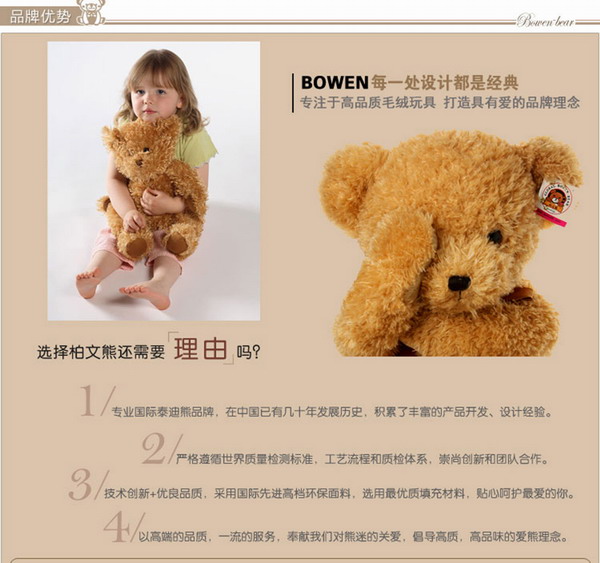 品牌优势
Bowen bear
BOWEN每一处设计都是经典
专注于高品质毛绒玩具 打造具有爱的品牌理念
选择柏文熊还需要「理由」吗?
1/专业国际泰迪熊品牌，在中国已有几十年发展历史，积累了丰富的产品开发、设计经验。
2/严格遵循世界质量检测标准，工艺流程和质检体系，崇尚创新和团队合作。
3/技术创新+优良品质，采用国际先进高档环保面料，选用最优质填充材料，贴心呵护最爱的你。
4/以高端的品质，一流的服务，奉献我们对熊迷的关爱，倡导高质，高品味的爱熊理念。